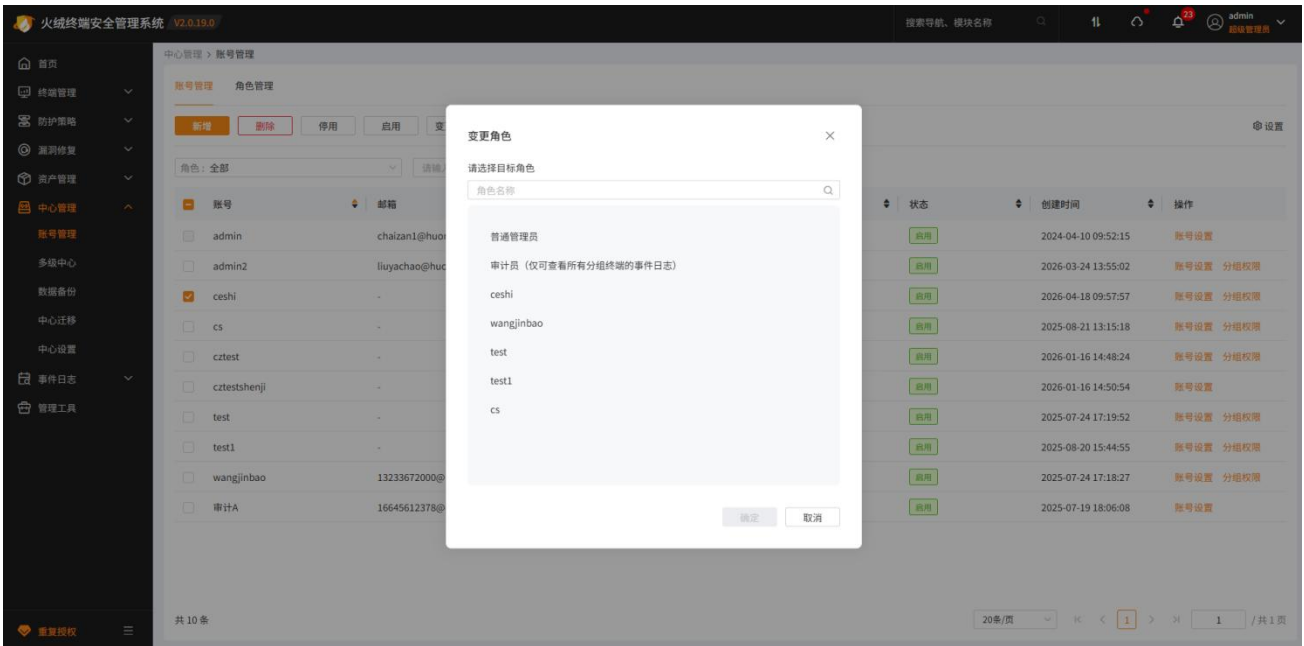 火绒终端安全管理系统 V2.0.19.0 搜索导航、模块名称 23 admin
超级管理员
首页
终端管理
防护策略
漏洞修复
资产管理
中心管理
账号管理
多级中心
数据备份
中心迁移
中心设置
事件日志
管理工具
重复授权
中心管理 > 账号管理
账号管理 角色管理
新增 删除 停用 启用 变 设置
角色: 全部 请输
账号 邮箱 状态 创建时间 操作
admin chaizan1@huor 启用 2024-04-10 09:52:15 账号设置
admin2 liuyachao@huc 启用 2026-03-24 13:55:02 账号设置 分组权限
ceshi - 启用 2026-04-18 09:57:57 账号设置 分组权限
cs - 启用 2025-08-21 13:15:18 账号设置 分组权限
cztest - 启用 2026-01-16 14:48:24 账号设置 分组权限
cztestshenji - 启用 2026-01-16 14:50:54 账号设置
test - 启用 2025-07-24 17:19:52 账号设置 分组权限
test1 - 启用 2025-08-20 15:44:55 账号设置 分组权限
wangjinbao 13233672000@ 启用 2025-07-24 17:18:27 账号设置 分组权限
审计A 16645612378@ 启用 2025-07-19 18:06:08 账号设置
共 10 条 20条/页 1 1 / 共 1 页
变更角色
请选择目标角色
角色名称
普通管理员
审计员（仅可查看所有分组终端的事件日志）
ceshi
wangjinbao
test
test1
cs
确定 取消